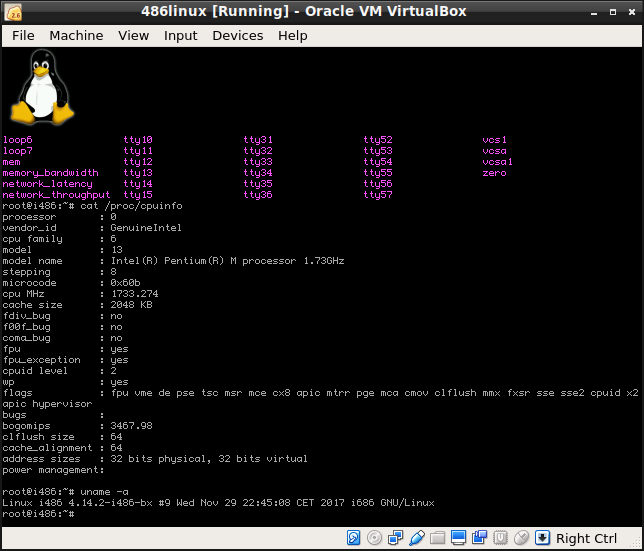 486linux [Running] - Oracle VM VirtualBox
File Machine View Input Devices Help
loop6 tty10 tty31 tty52 vcs1
loop7 tty11 tty32 tty53 vcsa
mem tty12 tty33 tty54 vcsa1
memory_bandwidth tty13 tty34 tty55 zero
network_latency tty14 tty35 tty56
network_throughput tty15 tty36 tty57
root@i486:~# cat /proc/cpuinfo
processor : 0
vendor_id : GenuineIntel
cpu family : 6
model : 13
model name : Intel(R) Pentium(R) M processor 1.73GHz
stepping : 8
microcode : 0x60b
cpu MHz : 1733.274
cache size : 2048 KB
fdiv_bug : no
f00f_bug : no
coma_bug : no
fpu : yes
fpu_exception : yes
cpuid level : 2
wp : yes
flags : fpu vme de pse tsc msr mce cx8 apic mtrr pge mca cmov clflush mmx fxsr sse sse2 cpuid x2
apic hypervisor
bugs :
bogomips : 3467.98
clflush size : 64
cache_alignment : 64
address sizes : 32 bits physical, 32 bits virtual
power management:
root@i486:~# uname -a
Linux i486 4.14.2-i486-bx #9 Wed Nov 29 22:45:08 CET 2017 i686 GNU/Linux
root@i486:~#
Right Ctrl